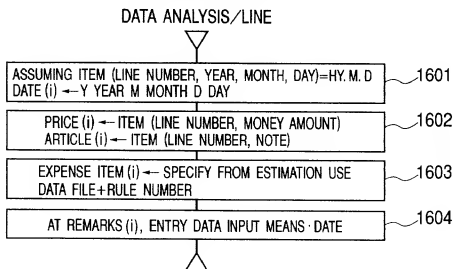 DATA ANALYSIS/LINE
ASSUMING ITEM (LINE NUMBER, YEAR, MONTH, DAY)=HY. M. D
DATE (i) ← Y YEAR M MONTH D DAY
1601
PRICE (i) ← ITEM (LINE NUMBER, MONEY AMOUNT)
ARTICLE (i) ← ITEM (LINE NUMBER, NOTE)
1602
EXPENSE ITEM (i) ← SPECIFY FROM ESTIMATION USE
DATA FILE+RULE NUMBER
1603
AT REMARKS (i), ENTRY DATA INPUT MEANS · DATE
1604